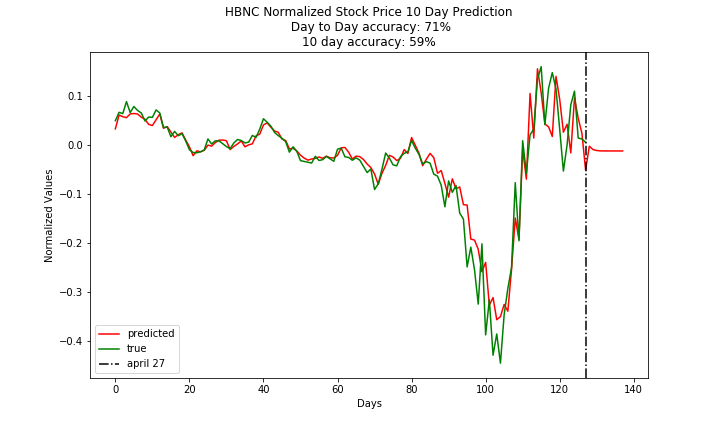 HBNC Normalized Stock Price 10 Day Prediction
Day to Day accuracy: 71%
10 day accuracy: 59%
Normalized Values
0.1
0.0
−0.1
−0.2
−0.3
−0.4
predicted
true
april 27
0 20 40 60 80 100 120 140
Days